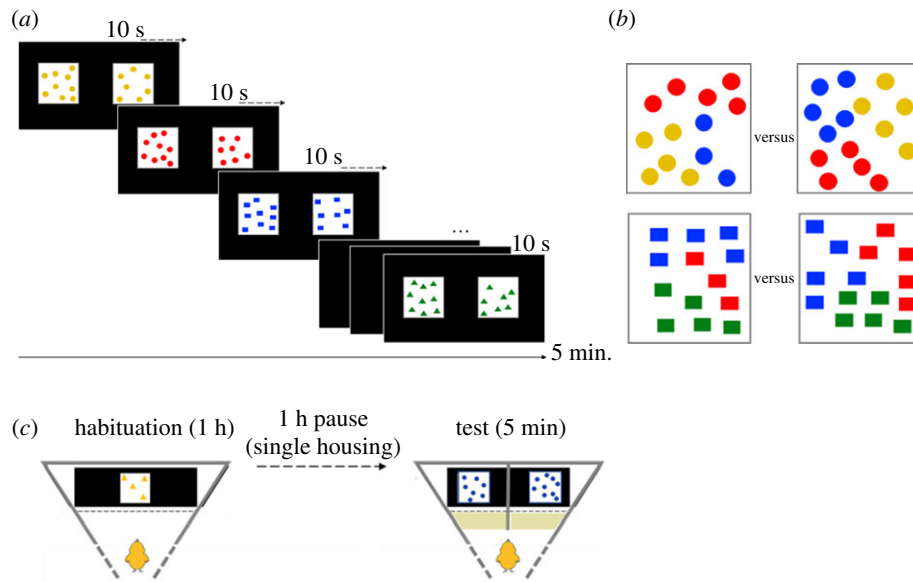 (a)
10 s
10 s
10 s
...
10 s
5 min.
(b)
versus
versus
(c)
habituation (1 h)
1 h pause
(single housing)
test (5 min)